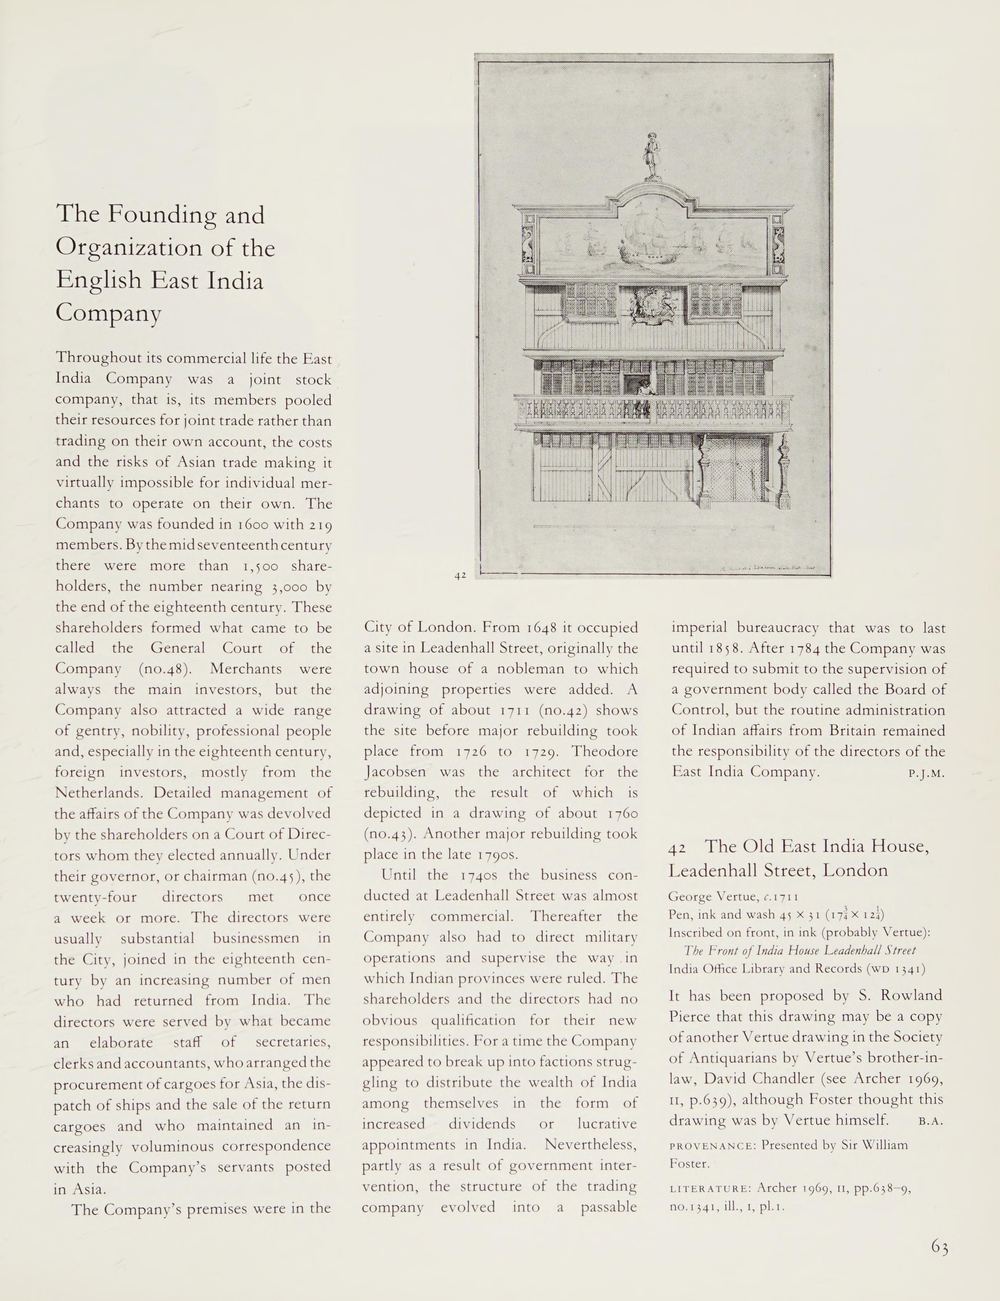 The Founding and
Organization of the
English East India
Company
Throughout its commercial life the East
India Company was a joint stock
company, that is, its members pooled
their resources for joint trade rather than
trading on their own account, the costs
and the risks of Asian trade making it
virtually impossible for individual mer-
chants to operate on their own. The
Company was founded in 1600 with 219
members. By the mid seventeenth century
there were more than 1,500 share-
holders, the number nearing 3,000 by
the end of the eighteenth century. These
shareholders formed what came to be
called the General Court of the
Company (no.48). Merchants were
always the main investors, but the
Company also attracted a wide range
of gentry, nobility, professional people
and, especially in the eighteenth century,
foreign investors, mostly from the
Netherlands. Detailed management of
the affairs of the Company was devolved
by the shareholders on a Court of Direc-
tors whom they elected annually. Under
their governor, or chairman (no.45), the
twenty-four directors met once
a week or more. The directors were
usually substantial businessmen in
the City, joined in the eighteenth cen-
tury by an increasing number of men
who had returned from India. The
directors were served by what became
an elaborate staff of secretaries,
clerks and accountants, who arranged the
procurement of cargoes for Asia, the dis-
patch of ships and the sale of the return
cargoes and who maintained an in-
creasingly voluminous correspondence
with the Company's servants posted
in Asia.
The Company's premises were in the
42
City of London. From 1648 it occupied
a site in Leadenhall Street, originally the
town house of a nobleman to which
adjoining properties were added. A
drawing of about 1711 (no.42) shows
the site before major rebuilding took
place from 1726 to 1729. Theodore
Jacobsen was the architect for the
rebuilding, the result of which is
depicted in a drawing of about 1760
(no.43). Another major rebuilding took
place in the late 1790s.
Until the 1740s the business con-
ducted at Leadenhall Street was almost
entirely commercial. Thereafter the
Company also had to direct military
operations and supervise the way in
which Indian provinces were ruled. The
shareholders and the directors had no
obvious qualification for their new
responsibilities. For a time the Company
appeared to break up into factions strug-
gling to distribute the wealth of India
among themselves in the form of
increased dividends or lucrative
appointments in India. Nevertheless,
partly as a result of government inter-
vention, the structure of the trading
company evolved into a passable
imperial bureaucracy that was to last
until 1858. After 1784 the Company was
required to submit to the supervision of
a government body called the Board of
Control, but the routine administration
of Indian affairs from Britain remained
the responsibility of the directors of the
East India Company. P.J.M.
42 The Old East India House,
Leadenhall Street, London
George Vertue, c.1711
Pen, ink and wash 45 × 31 (17¾ × 12¼)
Inscribed on front, in ink (probably Vertue):
The Front of India House Leadenhall Street
India Office Library and Records (WD 1341)
It has been proposed by S. Rowland
Pierce that this drawing may be a copy
of another Vertue drawing in the Society
of Antiquarians by Vertue's brother-in-
law, David Chandler (see Archer 1969,
II, p.639), although Foster thought this
drawing was by Vertue himself. B.A.
PROVENANCE: Presented by Sir William
Foster.
LITERATURE: Archer 1969, II, pp.638–9,
no.1341, ill., I, pl.1.
63